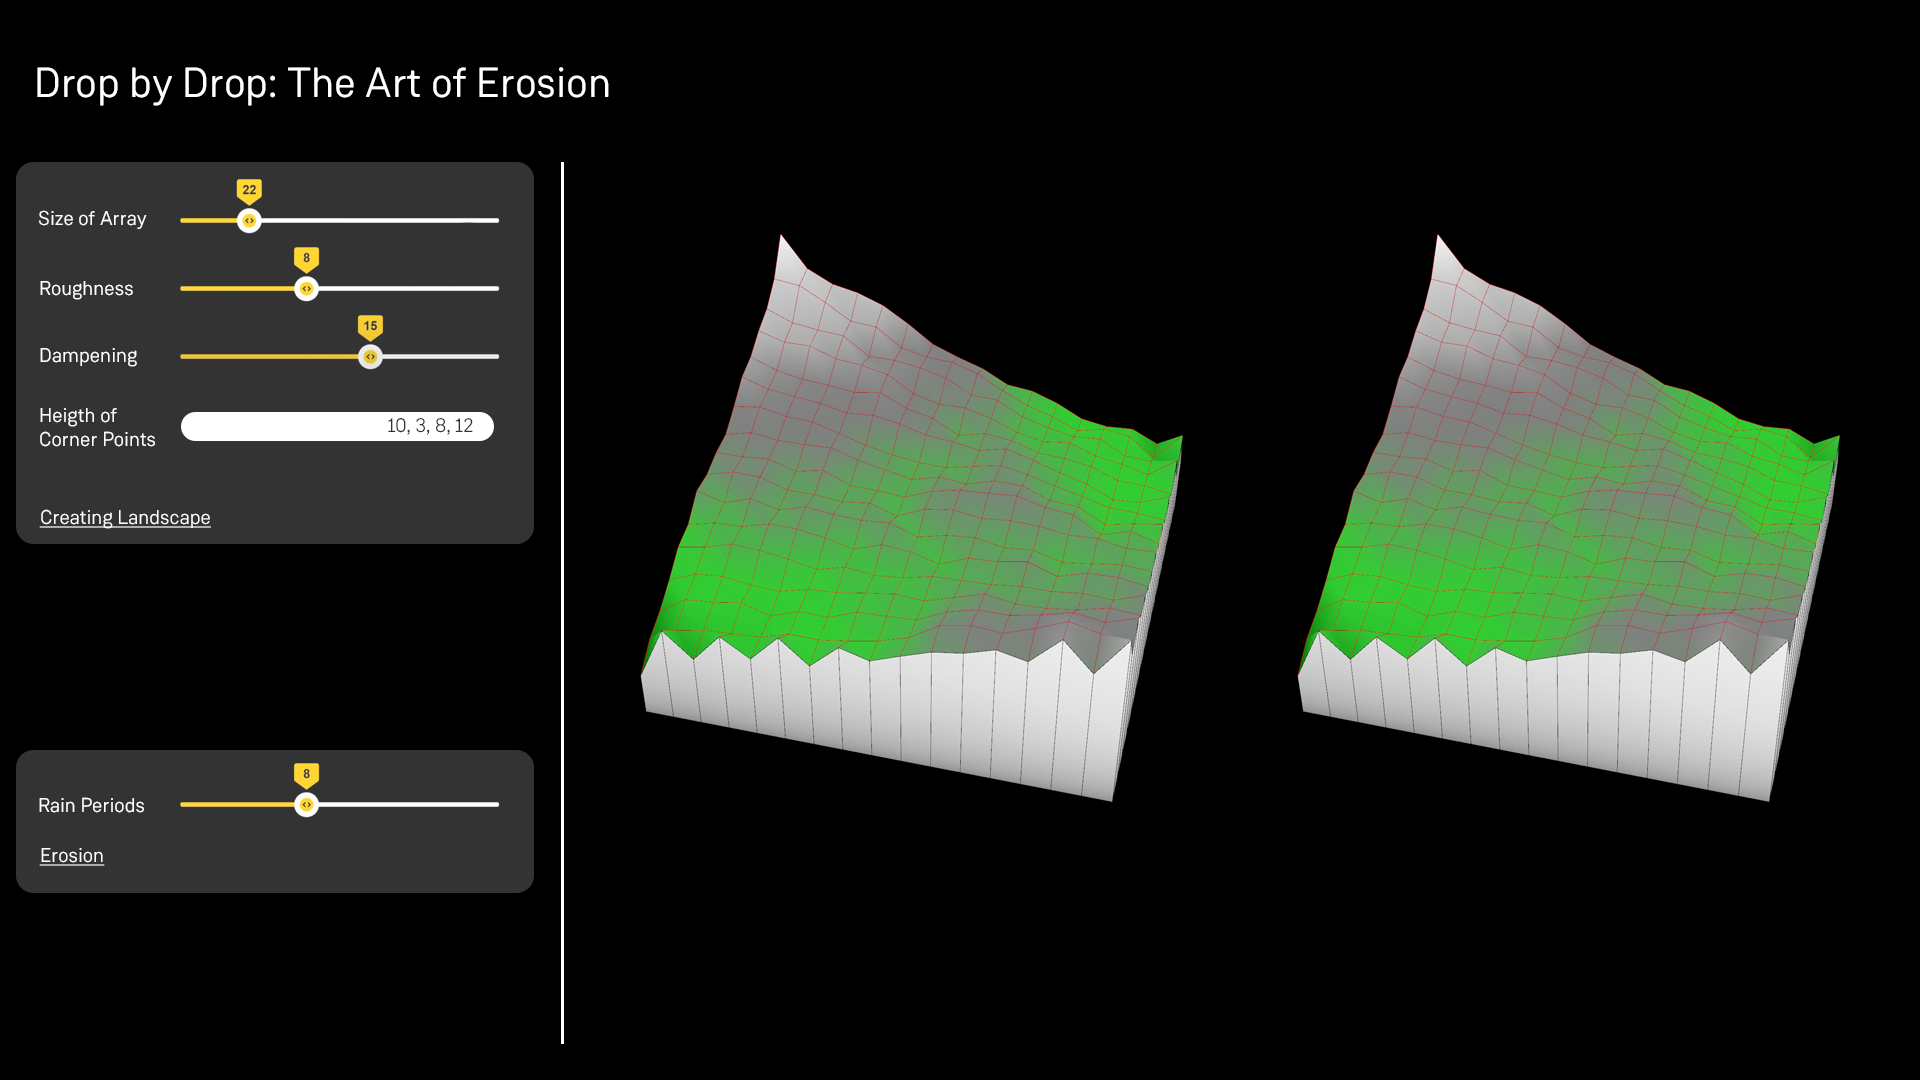 Drop by Drop: The Art of Erosion
22
Size of Array
8
Roughness
15
Dampening
Heigth of
Corner Points
10, 3, 8, 12
Creating Landscape
8
Rain Periods
Erosion